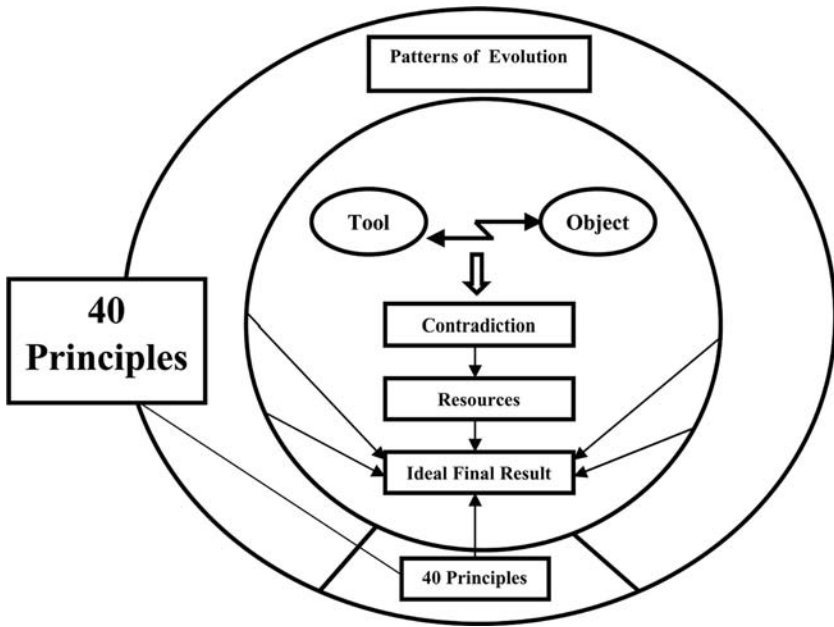 Patterns of Evolution
Tool
Object
40
Principles
Contradiction
Resources
Ideal Final Result
40 Principles